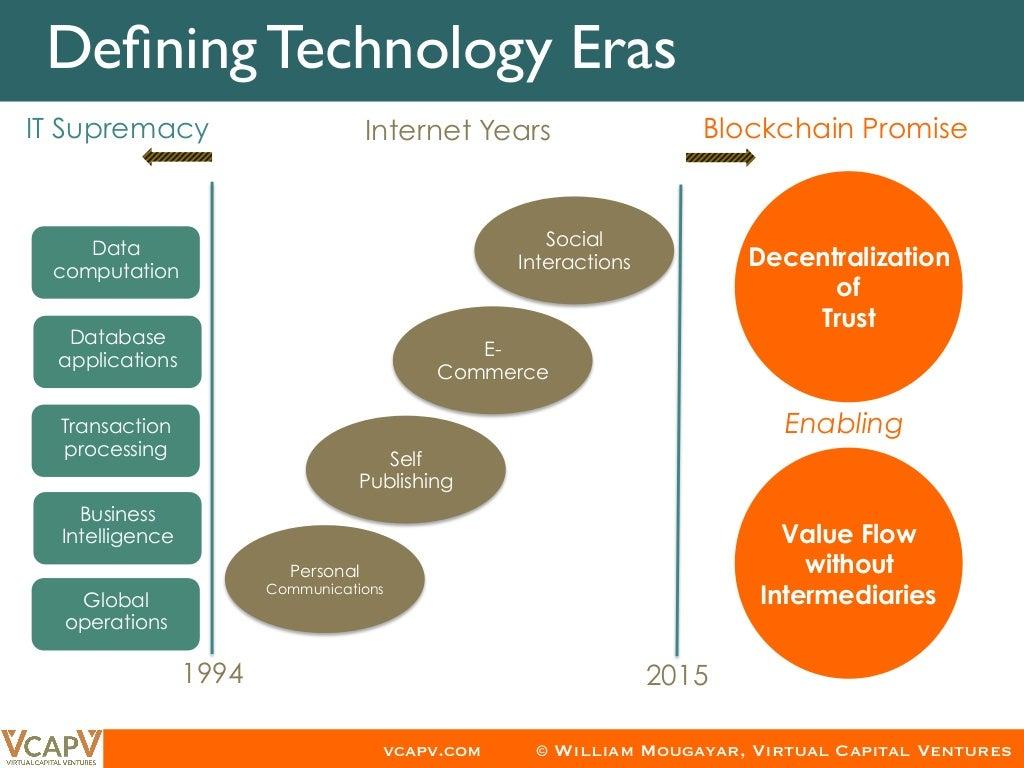 Defining Technology Eras
IT Supremacy
Internet Years
Blockchain Promise
Data
computation
Database
applications
Transaction
processing
Business
Intelligence
Global
operations
Social
Interactions
E-
Commerce
Self
Publishing
Personal
Communications
1994
2015
Decentralization
of
Trust
Enabling
Value Flow
without
Intermediaries
VCAPV
VIRTUAL CAPITAL VENTURES
VCAPV.COM
© WILLIAM MOUGAYAR, VIRTUAL CAPITAL VENTURES